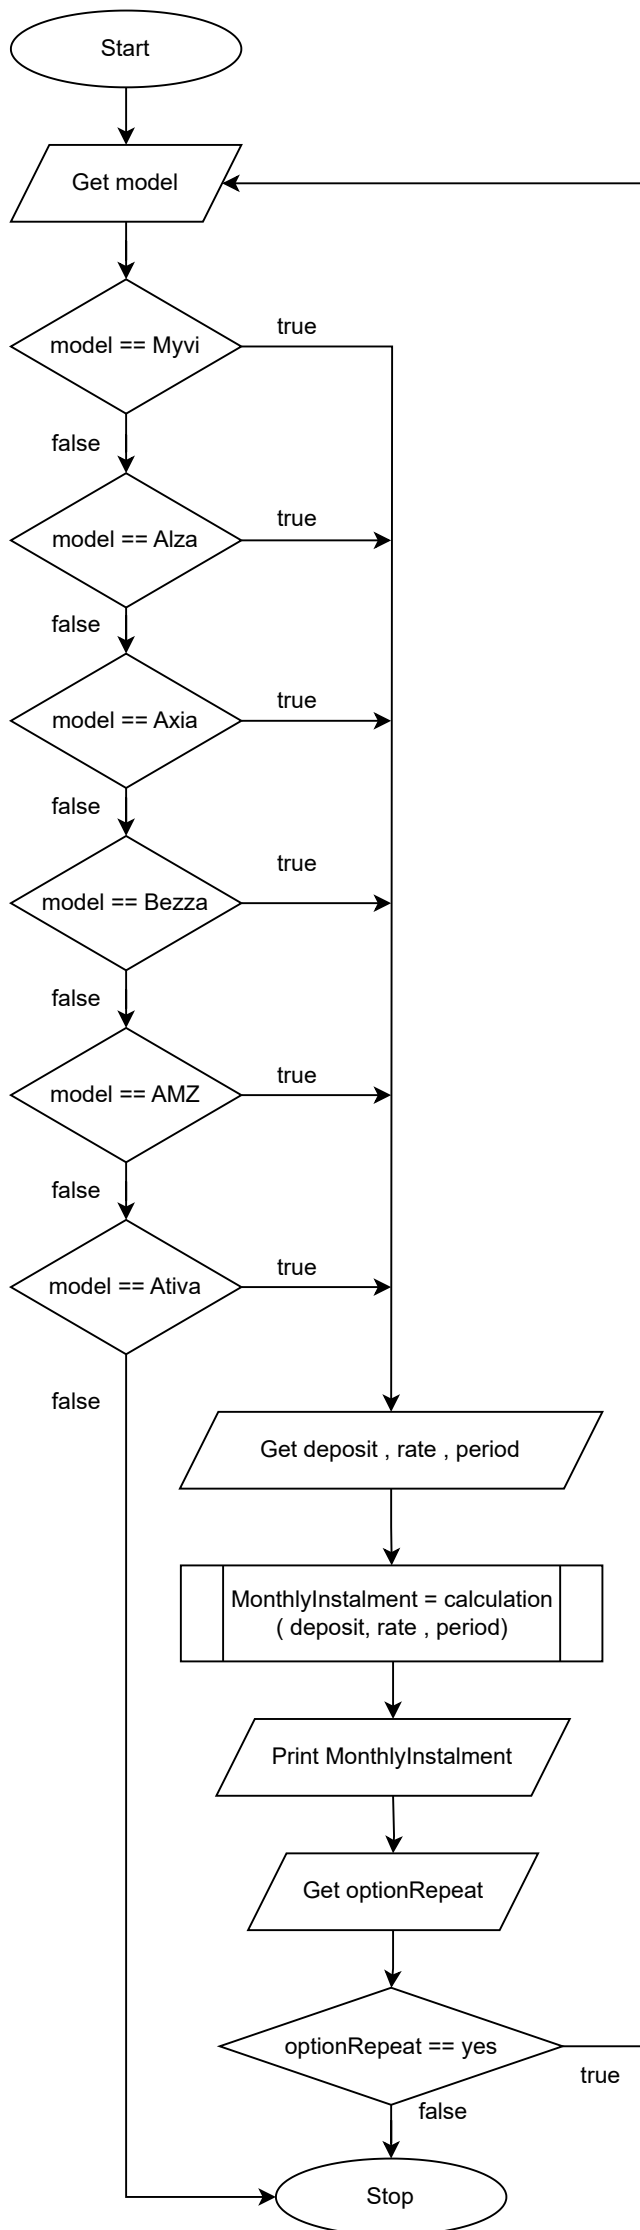 Start
Get model
model == Myvi
true
false
model == Alza
true
false
model == Axia
true
false
model == Bezza
true
false
model == AMZ
true
false
model == Ativa
true
false
Get deposit , rate , period
MonthlyInstalment = calculation
( deposit, rate , period)
Print MonthlyInstalment
Get optionRepeat
optionRepeat == yes
true
false
Stop